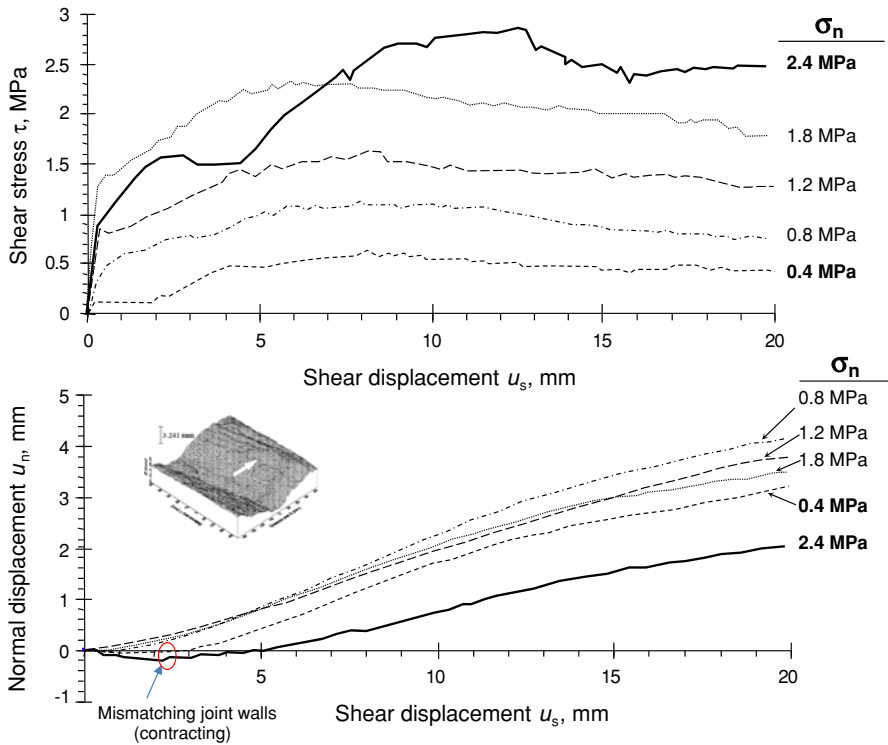 σn
2.4 MPa
1.8 MPa
1.2 MPa
0.8 MPa
0.4 MPa
Shear stress τ, MPa
3
2.5
2
1.5
1
0.5
0
0 5 10 15 20
Shear displacement us, mm
σn
0.8 MPa
1.2 MPa
1.8 MPa
0.4 MPa
2.4 MPa
Normal displacement un, mm
5
4
3
2
1
0
-1
0 5 10 15 20
Shear displacement us, mm
Mismatching joint walls
(contracting)